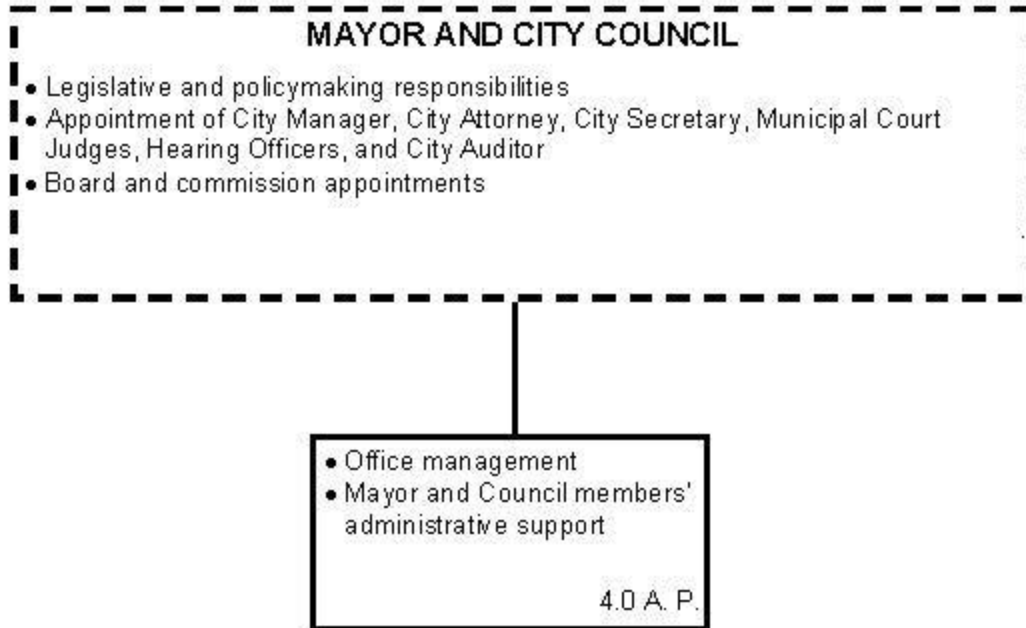 MAYOR AND CITY COUNCIL
• Legislative and policymaking responsibilities
• Appointment of City Manager, City Attorney, City Secretary, Municipal Court
Judges, Hearing Officers, and City Auditor
• Board and commission appointments
• Office management
• Mayor and Council members'
administrative support
4.0 A. P.